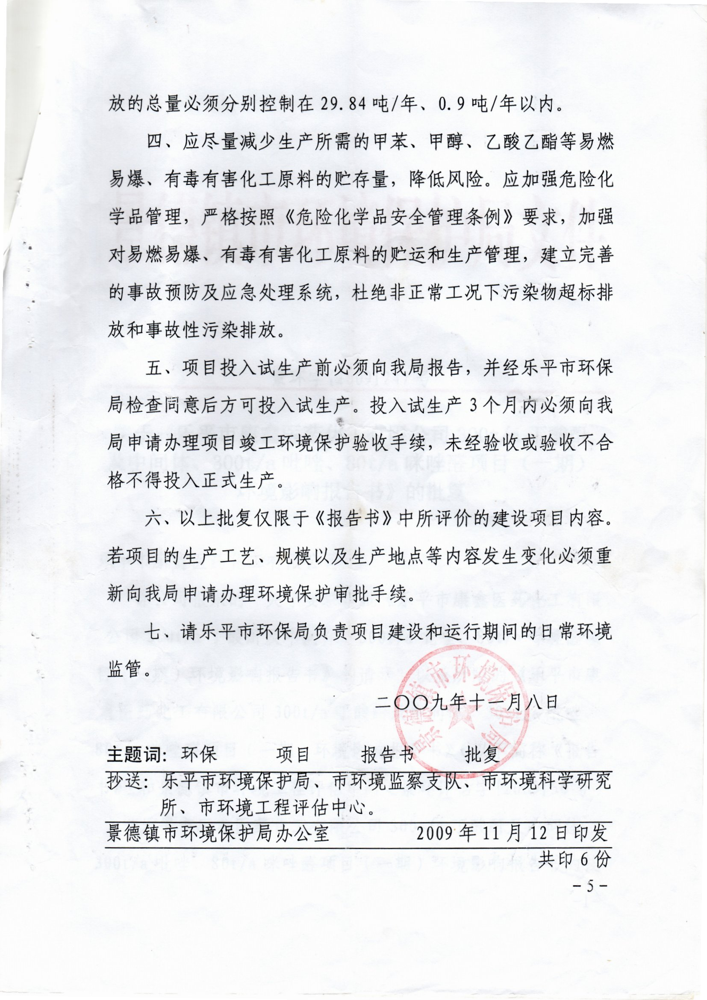 放的总量必须分别控制在 29.84 吨/年、0.9 吨/年以内。
四、应尽量减少生产所需的甲苯、甲醇、乙酸乙酯等易燃
易爆、有毒有害化工原料的贮存量，降低风险。应加强危险化
学品管理，严格按照《危险化学品安全管理条例》要求，加强
对易燃易爆、有毒有害化工原料的贮运和生产管理，建立完善
的事故预防及应急处理系统，杜绝非正常工况下污染物超标排
放和事故性污染排放。
五、项目投入试生产前必须向我局报告，并经乐平市环保
局检查同意后方可投入试生产。投入试生产 3 个月内必须向我
局申请办理项目竣工环境保护验收手续，未经验收或验收不合
格不得投入正式生产。
六、以上批复仅限于《报告书》中所评价的建设项目内容。
若项目的生产工艺、规模以及生产地点等内容发生变化必须重
新向我局申请办理环境保护审批手续。
七、请乐平市环保局负责项目建设和运行期间的日常环境
监管。
景德镇市环境保护局
二〇〇九年十一月八日
主题词：环保 项目 报告书 批复
抄送：乐平市环境保护局、市环境监察支队、市环境科学研究
所、市环境工程评估中心。
景德镇市环境保护局办公室 2009 年 11 月 12 日印发
共印 6 份
-5-